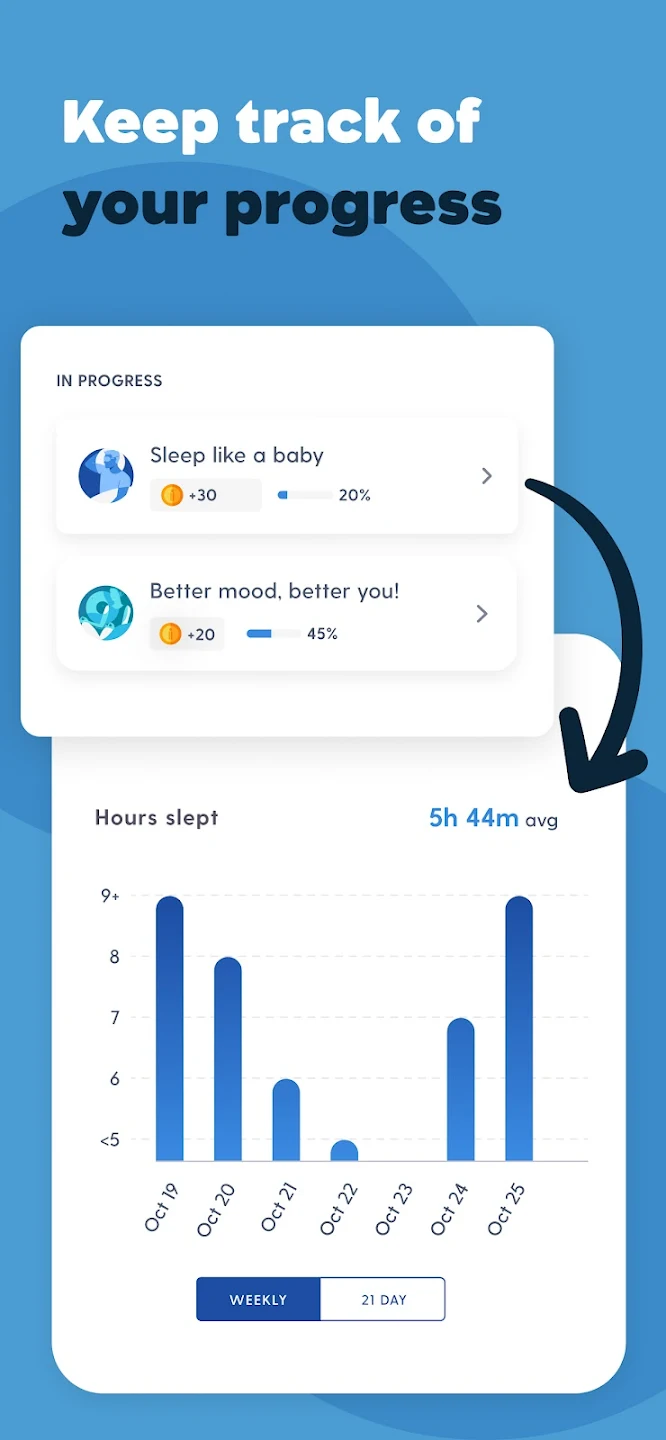 Keep track of
your progress
IN PROGRESS
Sleep like a baby
+30
20%
Better mood, better you!
+20
45%
Hours slept
5h 44m avg
9+
8
7
6
<5
Oct 19
Oct 20
Oct 21
Oct 22
Oct 23
Oct 24
Oct 25
WEEKLY
21 DAY